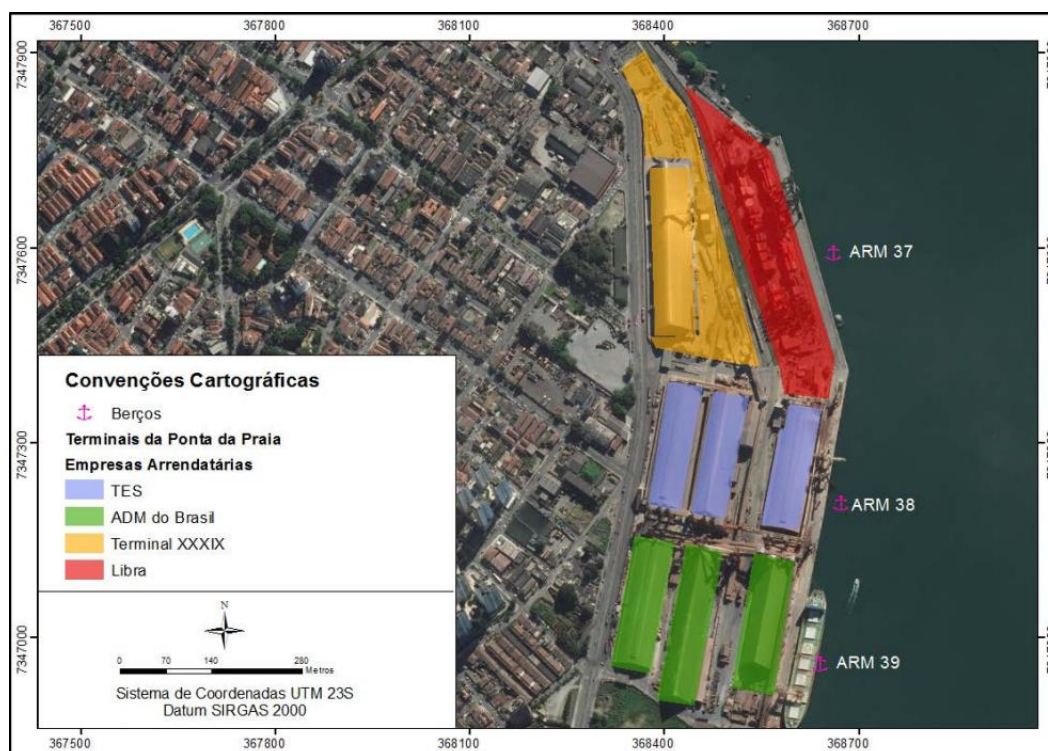 367500 367800 368100 368400 368700
7347900
7347600
7347300
7347000
ARM 37
ARM 38
ARM 39
Convenções Cartográficas
Berços
Terminais da Ponta da Praia
Empresas Arrendatárias
TES
ADM do Brasil
Terminal XXXIX
Libra
N
0 70 140 280
Metros
Sistema de Coordenadas UTM 23S
Datum SIRGAS 2000
367500 367800 368100 368400 368700